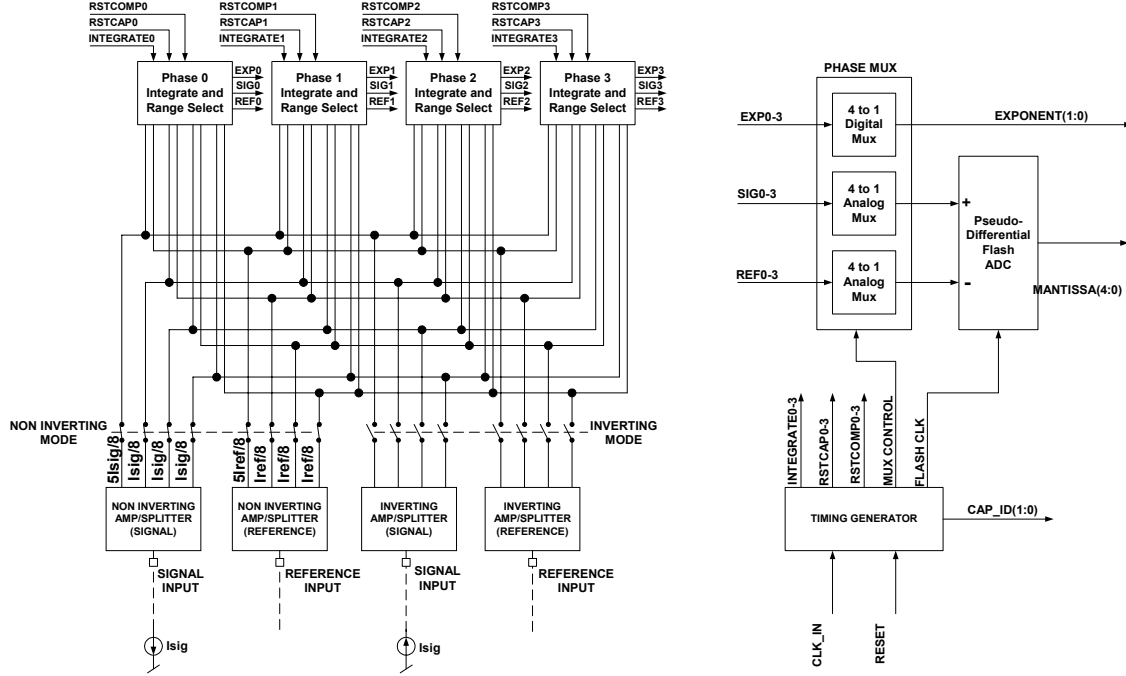 RSTCOMP0
RSTCAP0
INTEGRATE0
RSTCOMP1
RSTCAP1
INTEGRATE1
RSTCOMP2
RSTCAP2
INTEGRATE2
RSTCOMP3
RSTCAP3
INTEGRATE3
Phase 0
Integrate and
Range Select
EXP0
SIG0
REF0
Phase 1
Integrate and
Range Select
EXP1
SIG1
REF1
Phase 2
Integrate and
Range Select
EXP2
SIG2
REF2
Phase 3
Integrate and
Range Select
EXP3
SIG3
REF3
NON INVERTING
MODE
INVERTING
MODE
5Isig/8
Isig/8
Isig/8
Isig/8
5Iref/8
Iref/8
Iref/8
Iref/8
NON INVERTING
AMP/SPLITTER
(SIGNAL)
NON INVERTING
AMP/SPLITTER
(REFERENCE)
INVERTING
AMP/SPLITTER
(SIGNAL)
INVERTING
AMP/SPLITTER
(REFERENCE)
SIGNAL
INPUT
REFERENCE
INPUT
SIGNAL
INPUT
REFERENCE
INPUT
Isig
Isig
PHASE MUX
EXP0-3
4 to 1
Digital
Mux
EXPONENT(1:0)
SIG0-3
4 to 1
Analog
Mux
REF0-3
4 to 1
Analog
Mux
+
-
Pseudo-
Differential
Flash
ADC
MANTISSA(4:0)
INTEGRATE0-3
RSTCAP0-3
RSTCOMP0-3
MUX CONTROL
FLASH CLK
TIMING GENERATOR
CAP_ID(1:0)
CLK_IN
RESET